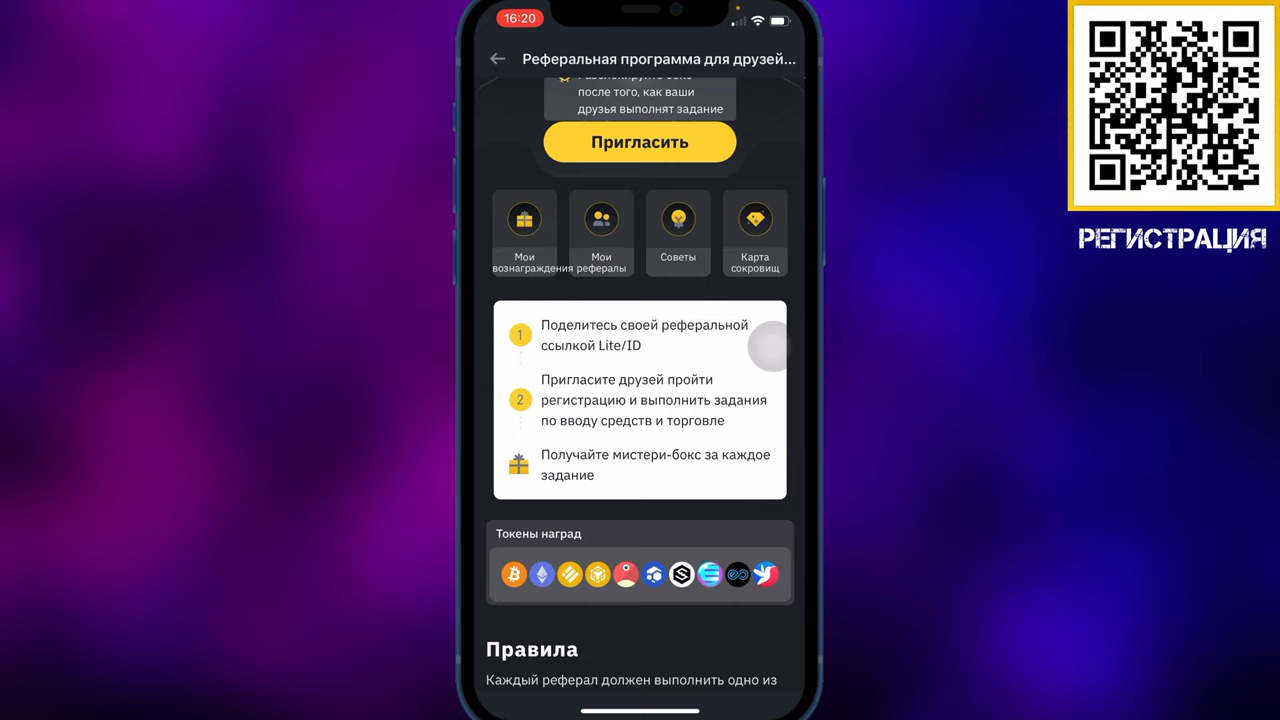 16:20
Реферальная программа для друзей...
после того, как ваши
друзья выполнят задание
Пригласить
Мои
вознаграждения
Мои
рефералы
Советы
Карта
сокровищ
1
Поделитесь своей реферальной
ссылкой Lite/ID
2
Пригласите друзей пройти
регистрацию и выполнить задания
по вводу средств и торговле
Получайте мистери-бокс за каждое
задание
Токены наград
Правила
Каждый реферал должен выполнить одно из
РЕГИСТРАЦИЯ